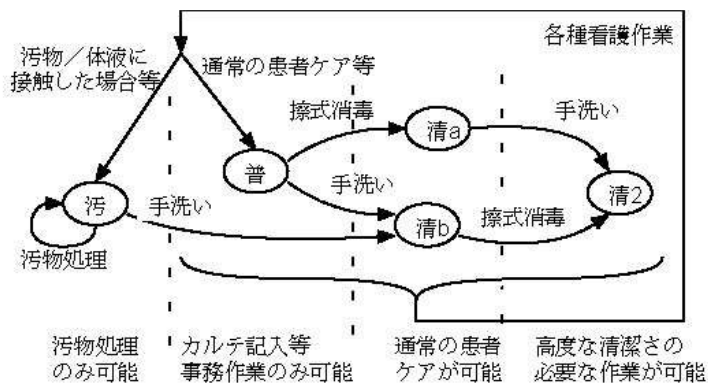 各種看護作業
汚物／体液に
接触した場合等
通常の患者ケア等
擦式消毒
清a
手洗い
普
汚
手洗い
手洗い
清b
擦式消毒
清2
汚物処理
汚物処理
のみ可能
カルテ記入等
事務作業のみ可能
通常の患者
ケアが可能
高度な清潔さの
必要な作業が可能